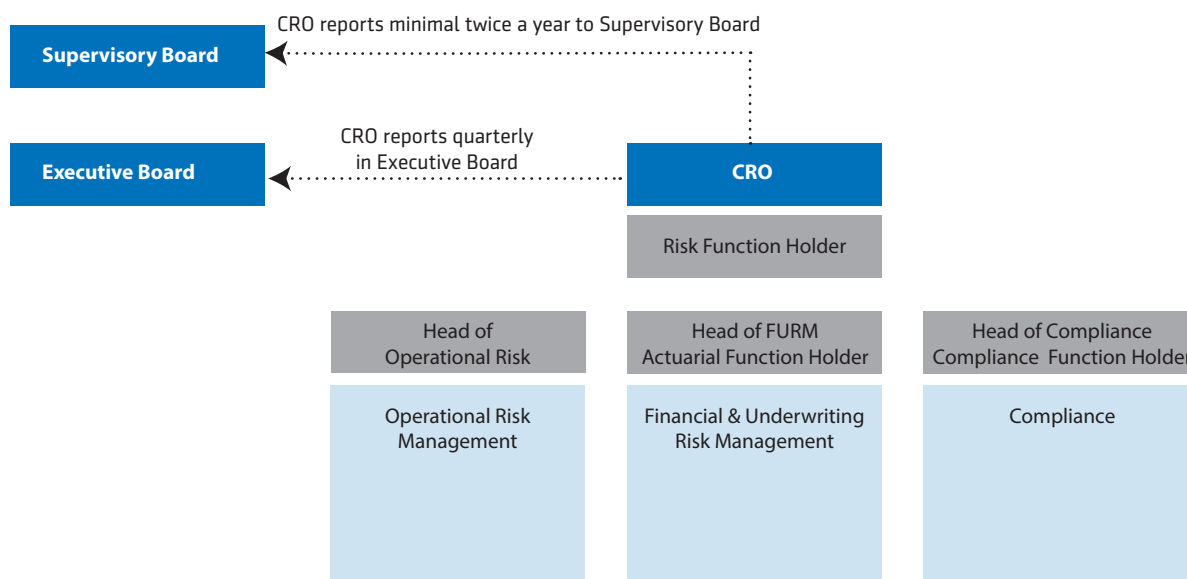 CRO reports minimal twice a year to Supervisory Board
Supervisory Board
CRO reports quarterly
in Executive Board
Executive Board
CRO
Risk Function Holder
Head of
Operational Risk
Head of FURM
Actuarial Function Holder
Head of Compliance
Compliance Function Holder
Operational Risk
Management
Financial & Underwriting
Risk Management
Compliance